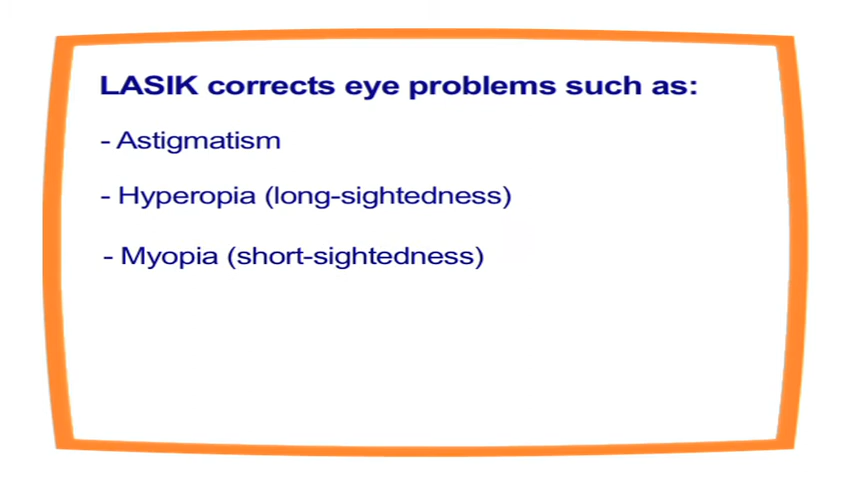 LASIK corrects eye problems such as:
- Astigmatism
- Hyperopia (long-sightedness)
- Myopia (short-sightedness)